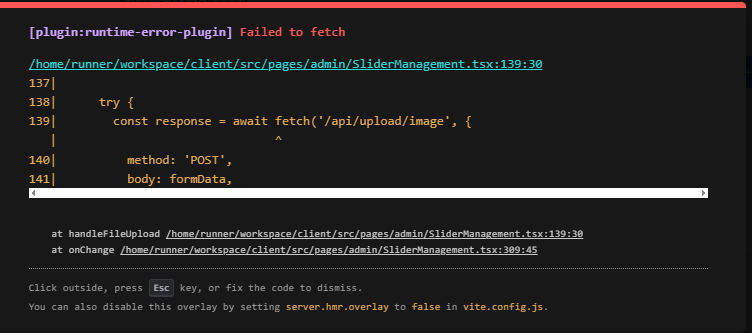 [plugin:runtime-error-plugin] Failed to fetch
/home/runner/workspace/client/src/pages/admin/SliderManagement.tsx:139:30
137|
138|      try {
139|        const response = await fetch('/api/upload/image', {
   |                               ^
140|          method: 'POST',
141|          body: formData,
at handleFileUpload /home/runner/workspace/client/src/pages/admin/SliderManagement.tsx:139:30
at onChange /home/runner/workspace/client/src/pages/admin/SliderManagement.tsx:309:45
Click outside, press Esc key, or fix the code to dismiss.
You can also disable this overlay by setting server.hmr.overlay to false in vite.config.js.